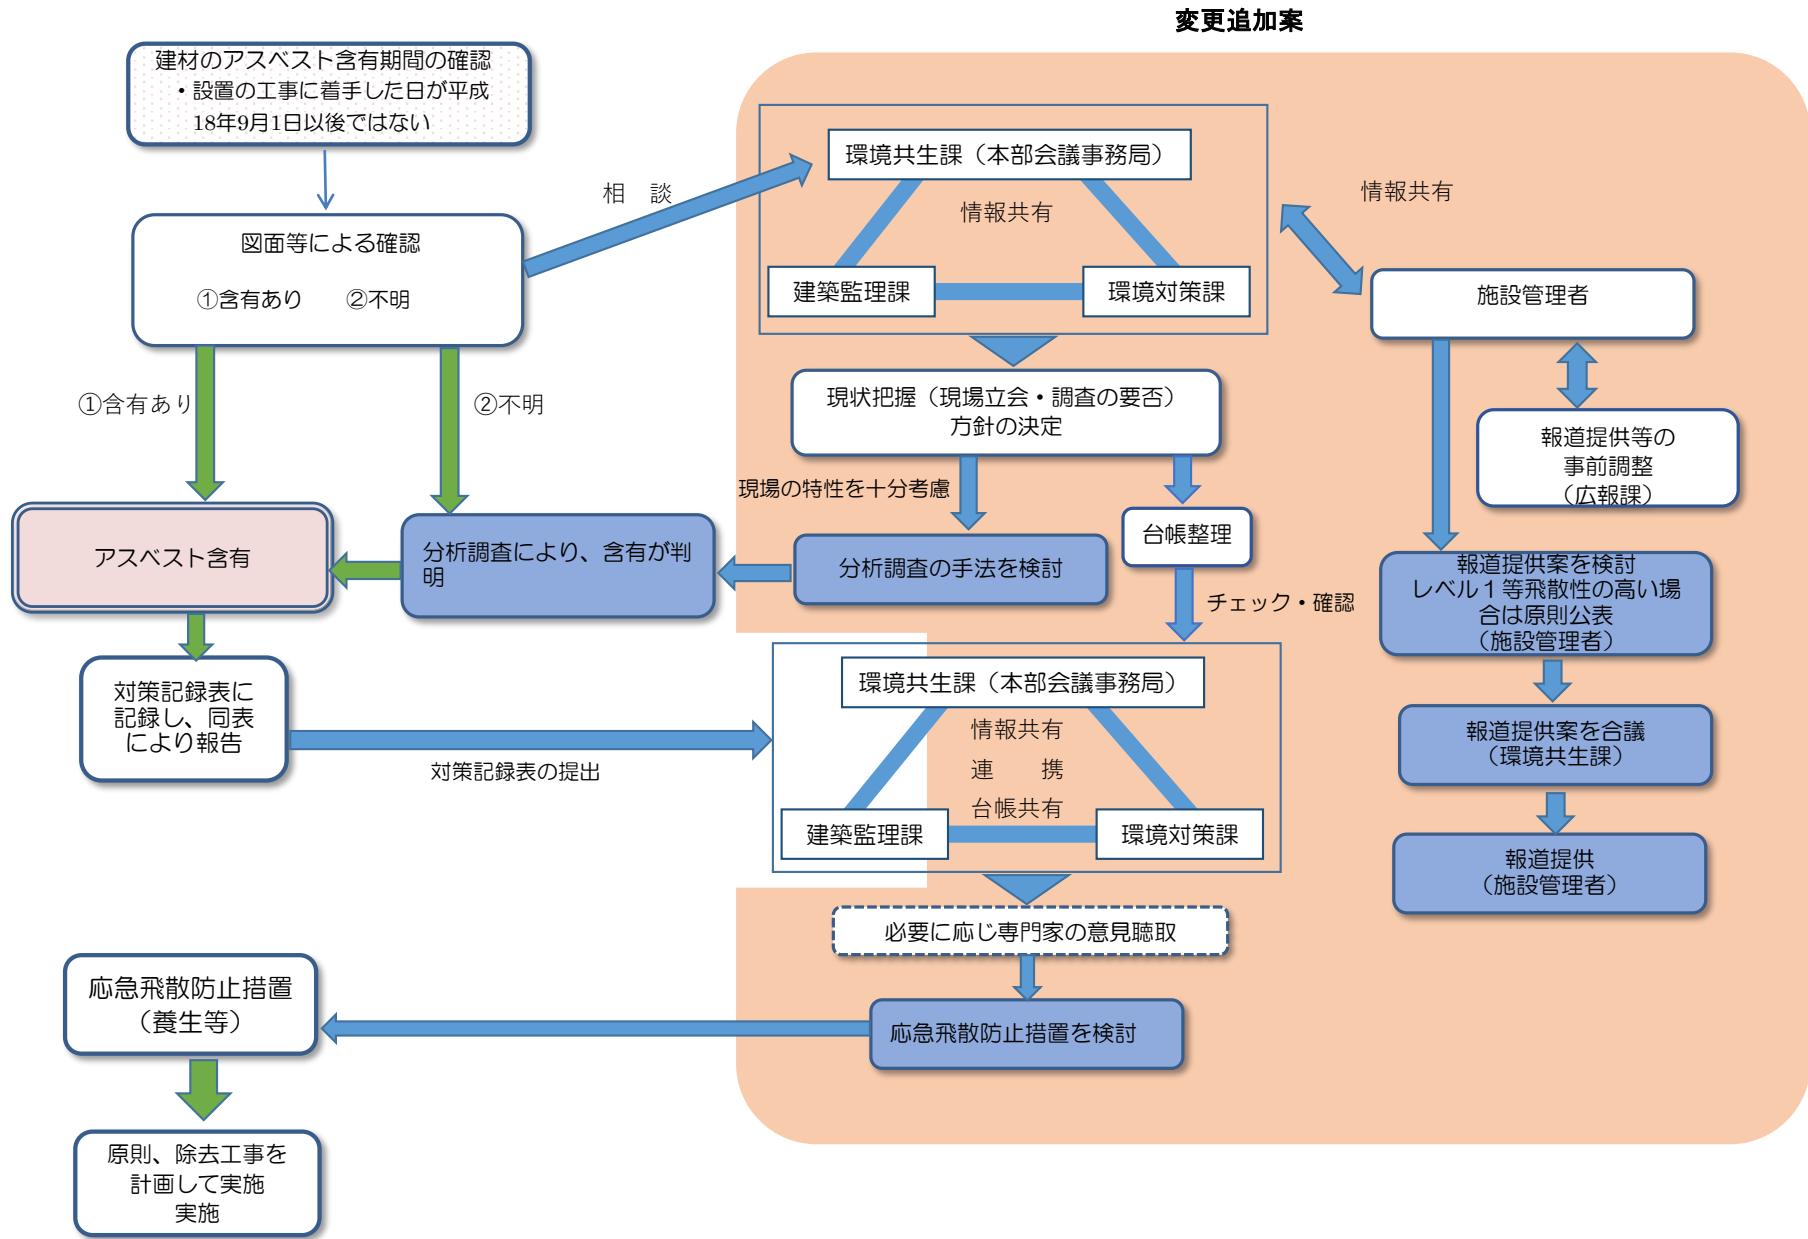 変更追加案
建材のアスベスト含有期間の確認
・設置の工事に着手した日が平成
18年9月1日以後ではない
図面等による確認
①含有あり　②不明
相　談
①含有あり
②不明
アスベスト含有
分析調査により、含有が判
明
対策記録表に
記録し、同表
により報告
対策記録表の提出
応急飛散防止措置
（養生等）
原則、除去工事を
計画して実施
実施
環境共生課（本部会議事務局）
情報共有
建築監理課
環境対策課
現状把握（現場立会・調査の要否）
方針の決定
現場の特性を十分考慮
分析調査の手法を検討
台帳整理
チェック・確認
環境共生課（本部会議事務局）
情報共有
連　携
台帳共有
建築監理課
環境対策課
必要に応じ専門家の意見聴取
応急飛散防止措置を検討
情報共有
施設管理者
報道提供等の
事前調整
（広報課）
報道提供案を検討
レベル１等飛散性の高い場
合は原則公表
（施設管理者）
報道提供案を合議
（環境共生課）
報道提供
（施設管理者）